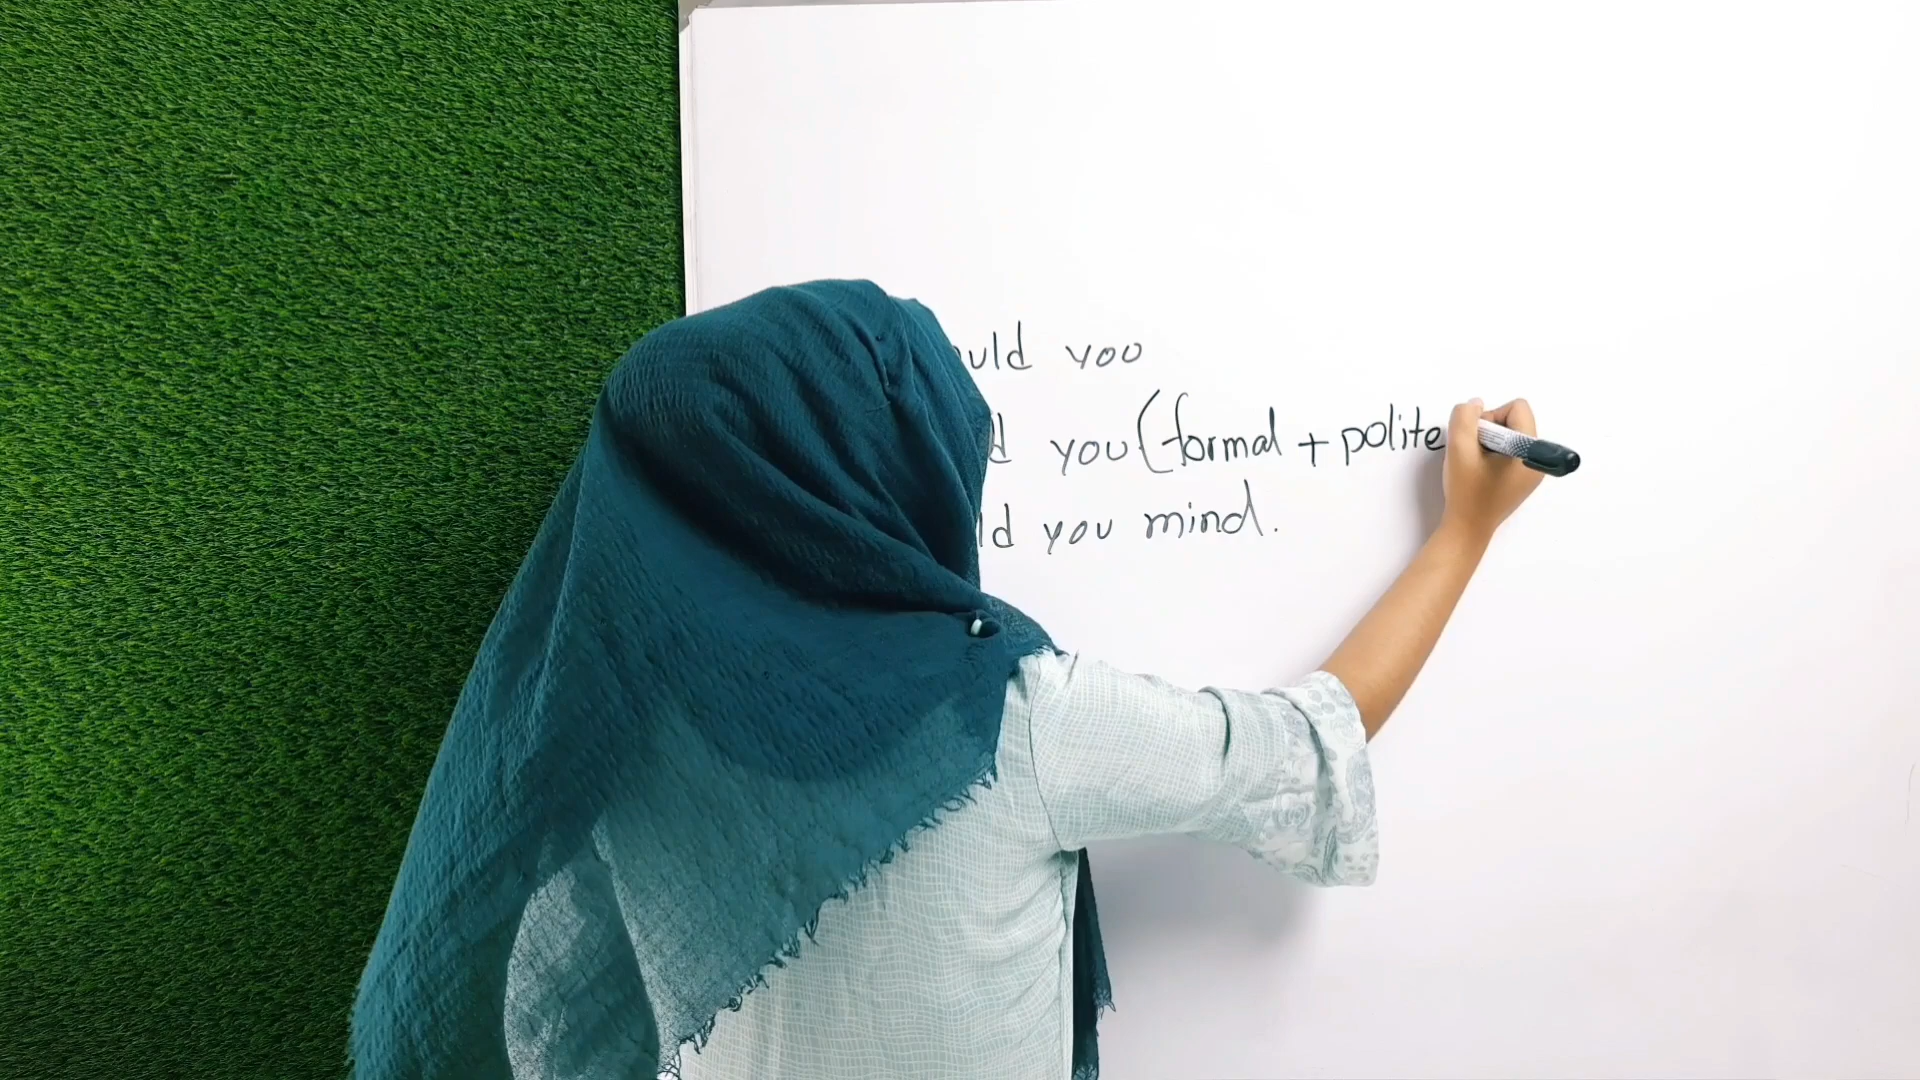 uld you
d you (formal + polite
ld you mind.